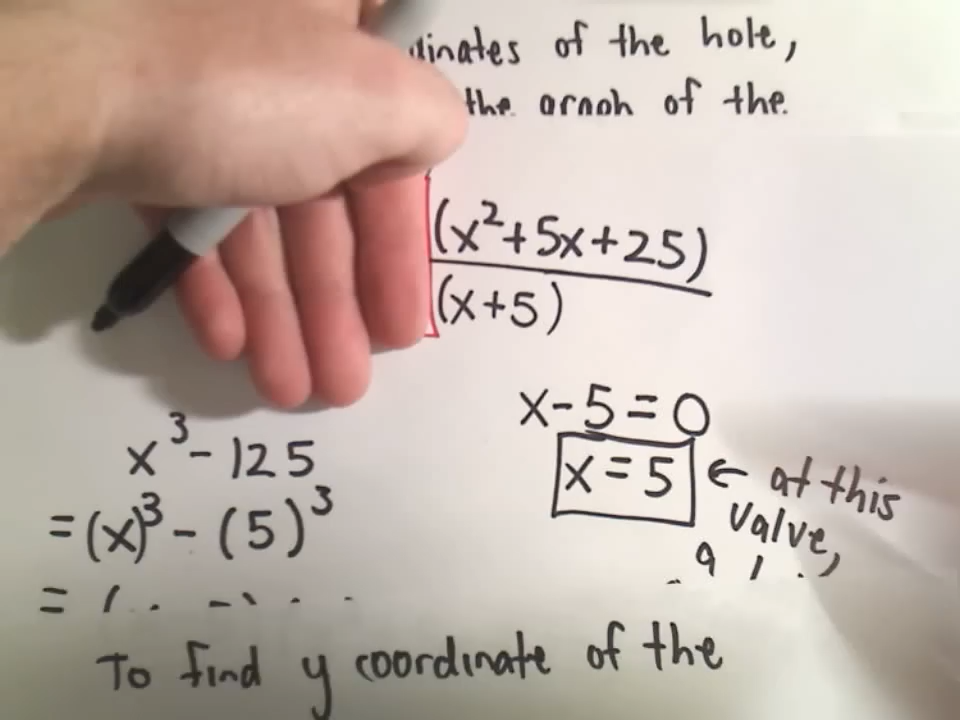 of the hole,
the of the
(x²+5x+25)
(x+5)
x-5=0
x=5 ← at this
value,
x³-125
=(x)³-(5)³
=
To find y coordinate of the